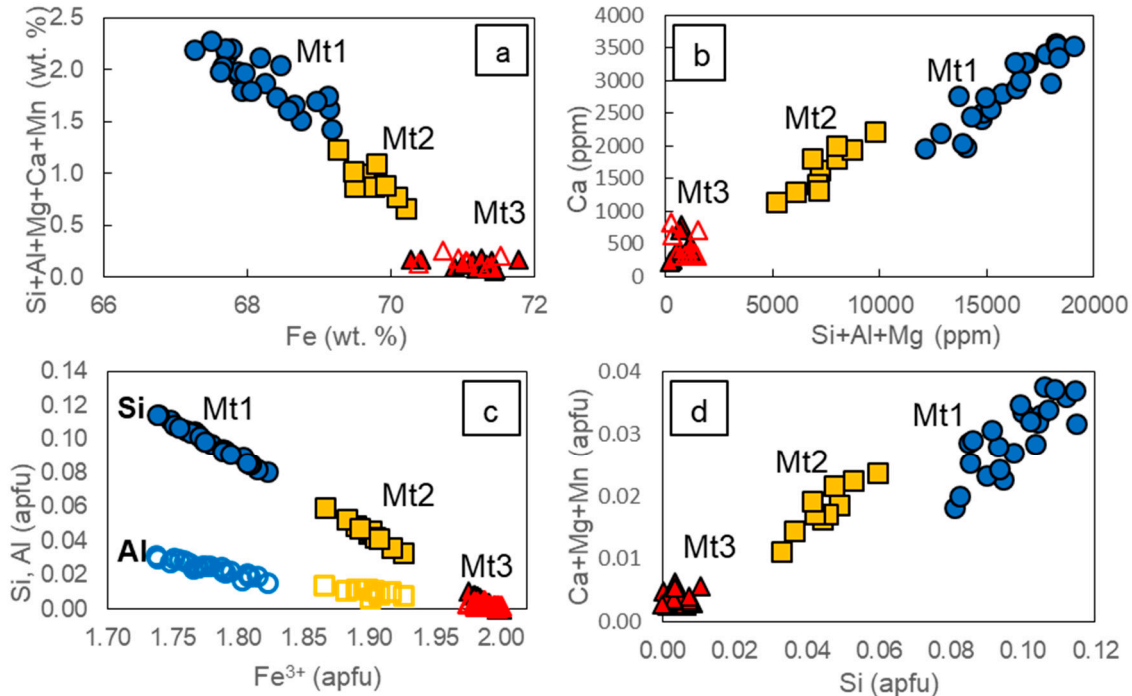 Si+Al+Mg+Ca+Mn (wt. %)
2.5
2.0
1.5
1.0
0.5
0.0
Mt1
Mt2
Mt3
a
66 68 70 72
Fe (wt. %)
Ca (ppm)
4000
3500
3000
2500
2000
1500
1000
500
0
Mt1
Mt2
Mt3
b
0 5000 10000 15000 20000
Si+Al+Mg (ppm)
Si, Al (apfu)
0.14
0.12
0.10
0.08
0.06
0.04
0.02
0.00
Si
Mt1
Al
Mt2
Mt3
c
1.70 1.75 1.80 1.85 1.90 1.95 2.00
Fe³⁺ (apfu)
Ca+Mg+Mn (apfu)
0.04
0.03
0.02
0.01
0.00
Mt1
Mt2
Mt3
d
0.00 0.02 0.04 0.06 0.08 0.10 0.12
Si (apfu)